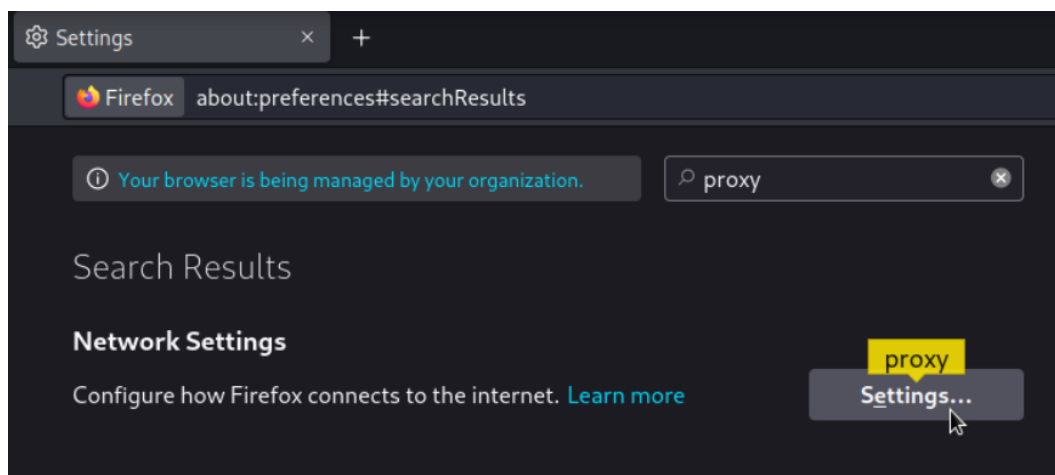 Settings
Firefox about:preferences#searchResults
Your browser is being managed by your organization.
proxy
Search Results
Network Settings
proxy
Configure how Firefox connects to the internet. Learn more
Settings...